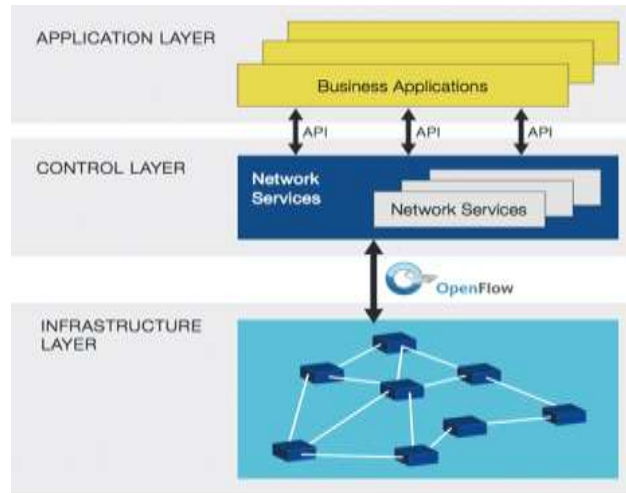 APPLICATION LAYER
Business Applications
API
API
API
CONTROL LAYER
Network
Services
Network Services
OpenFlow
INFRASTRUCTURE
LAYER